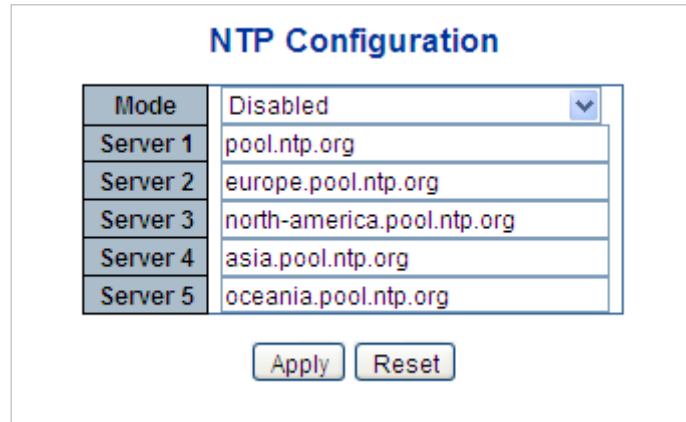 NTP Configuration
Mode Disabled
Server 1 pool.ntp.org
Server 2 europe.pool.ntp.org
Server 3 north-america.pool.ntp.org
Server 4 asia.pool.ntp.org
Server 5 oceania.pool.ntp.org
Apply Reset